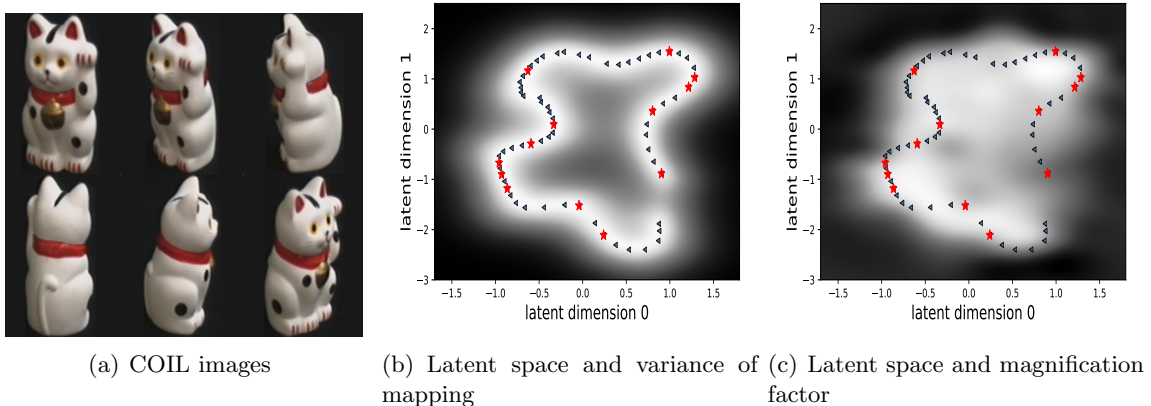 2
1
0
−1
−2
−3
latent dimension 1
−1.5 −1.0 −0.5 0.0 0.5 1.0 1.5
latent dimension 0
2
1
0
−1
−2
−3
latent dimension 1
−1.5 −1.0 −0.5 0.0 0.5 1.0 1.5
latent dimension 0
(a) COIL images
(b) Latent space and variance of
mapping
(c) Latent space and magnification
factor